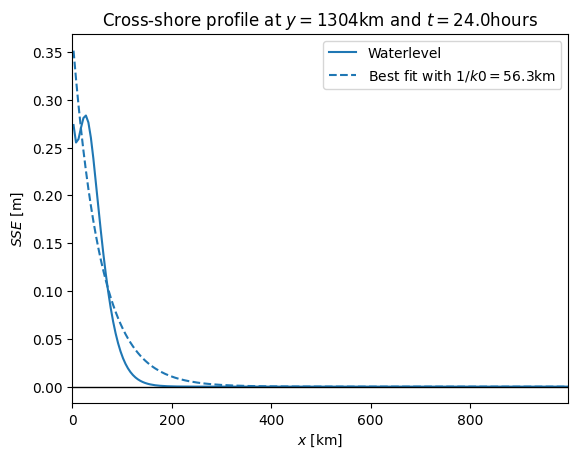 Cross-shore profile at y = 1304km and t = 24.0hours
Waterlevel
Best fit with 1/k0 = 56.3km
0.35
0.30
0.25
0.20
0.15
0.10
0.05
0.00
SSE [m]
0 200 400 600 800
x [km]